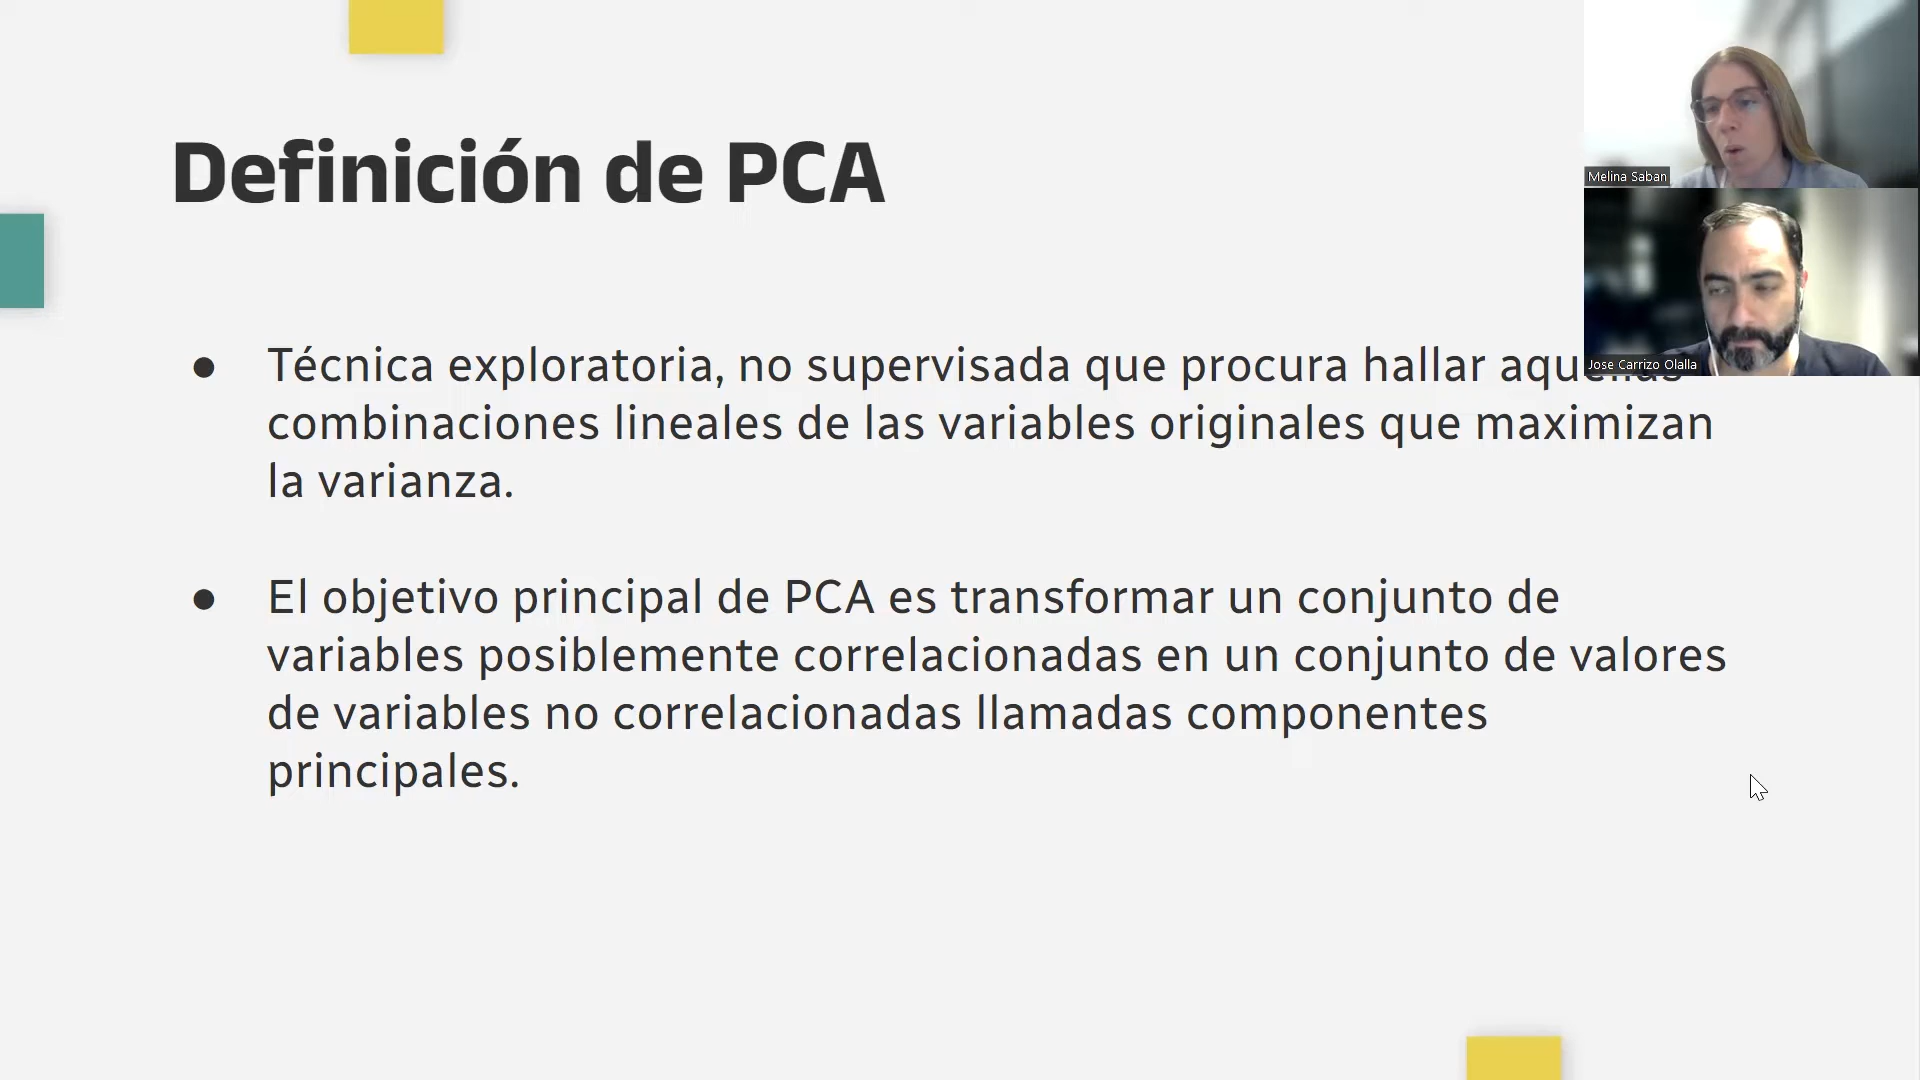 Definición de PCA
Melina Saban
Jose Carrizo Olalla
● Técnica exploratoria, no supervisada que procura hallar
combinaciones lineales de las variables originales que maximizan
la varianza.
● El objetivo principal de PCA es transformar un conjunto de
variables posiblemente correlacionadas en un conjunto de valores
de variables no correlacionadas llamadas componentes
principales.